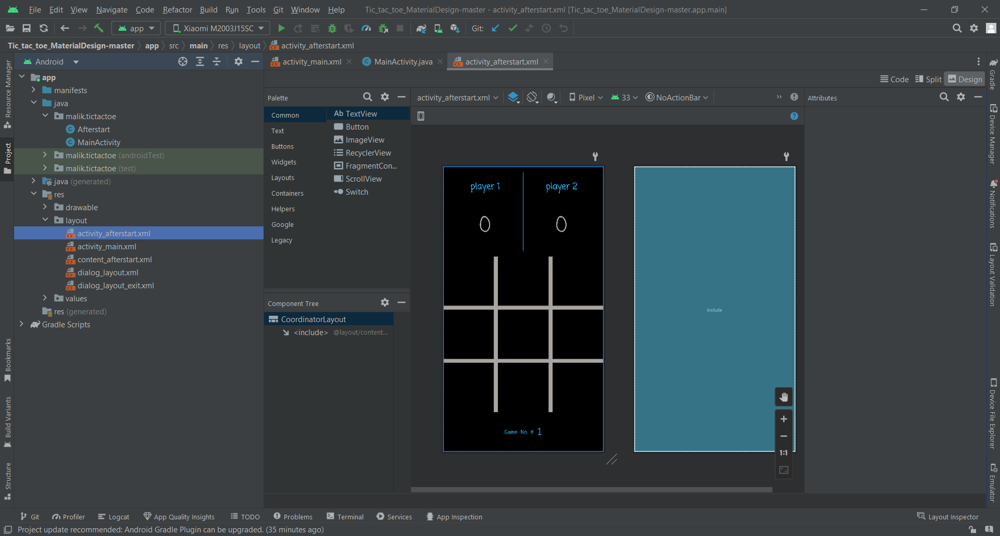 File Edit View Navigate Code Refactor Build Run Tools Git Window Help Tic_tac_toe_MaterialDesign-master - activity_afterstart.xml [Tic_tac_toe_MaterialDesign-master.app.main]
app Xiaomi M2003J15SC Git:
Tic_tac_toe_MaterialDesign-master app src main res layout activity_afterstart.xml
Android
activity_main.xml MainActivity.java activity_afterstart.xml
Code Split Design
Resource Manager
Project
Bookmarks
Build Variants
Structure
app
manifests
java
malik.tictactoe
Afterstart
MainActivity
malik.tictactoe (androidTest)
malik.tictactoe (test)
java (generated)
res
drawable
layout
activity_afterstart.xml
activity_main.xml
content_afterstart.xml
dialog_layout.xml
dialog_layout_exit.xml
values
res (generated)
Gradle Scripts
Palette
Common
Text
Buttons
Widgets
Layouts
Containers
Helpers
Google
Legacy
Ab TextView
Button
ImageView
RecyclerView
FragmentCon...
ScrollView
Switch
Component Tree
CoordinatorLayout
<include> @layout/content...
activity_afterstart.xml Pixel 33 NoActionBar
player 1 player 2
0 0
Game No # 1
include
1:1
Attributes
Gradle
Device Manager
Notifications
Layout Validation
Device File Explorer
Emulator
Git Profiler Logcat App Quality Insights TODO Problems Terminal Services App Inspection Layout Inspector
Project update recommended: Android Gradle Plugin can be upgraded. (35 minutes ago)